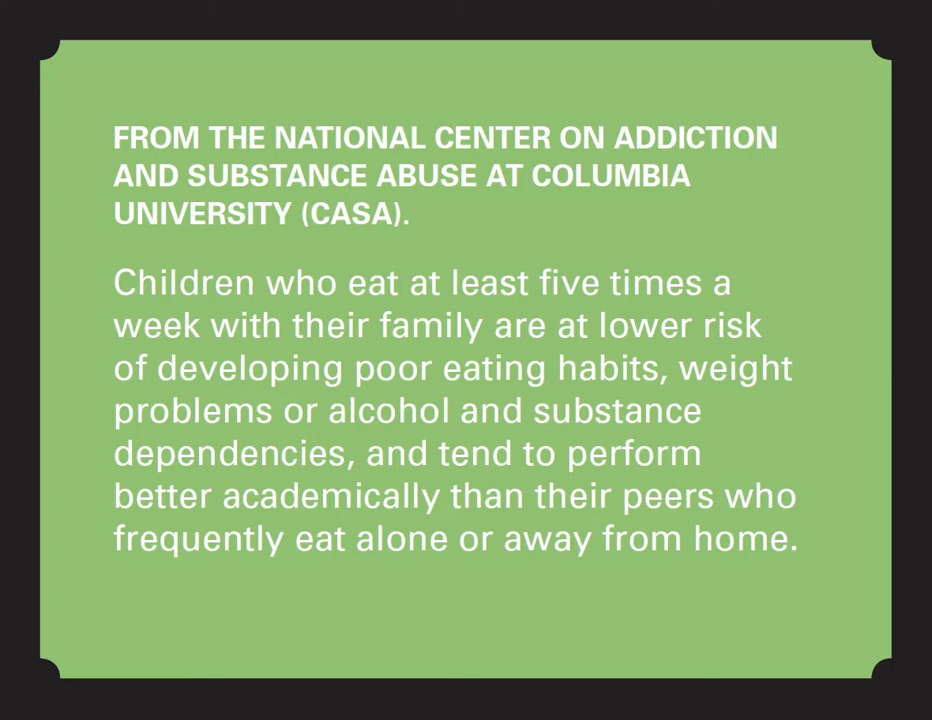 FROM THE NATIONAL CENTER ON ADDICTION
AND SUBSTANCE ABUSE AT COLUMBIA
UNIVERSITY (CASA).
Children who eat at least five times a
week with their family are at lower risk
of developing poor eating habits, weight
problems or alcohol and substance
dependencies, and tend to perform
better academically than their peers who
frequently eat alone or away from home.